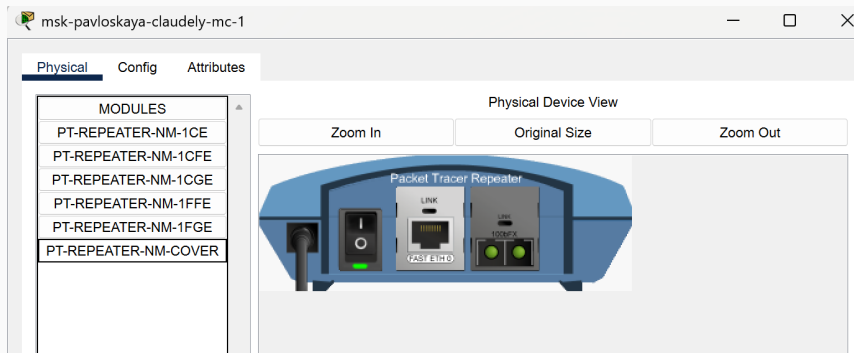 msk-pavloskaya-claudely-mc-1
Physical Config Attributes
MODULES
PT-REPEATER-NM-1CE
PT-REPEATER-NM-1CFE
PT-REPEATER-NM-1CGE
PT-REPEATER-NM-1FFE
PT-REPEATER-NM-1FGE
PT-REPEATER-NM-COVER
Physical Device View
Zoom In Original Size Zoom Out
Packet Tracer Repeater
LINK
FAST ETH 0
LINK
100bFX